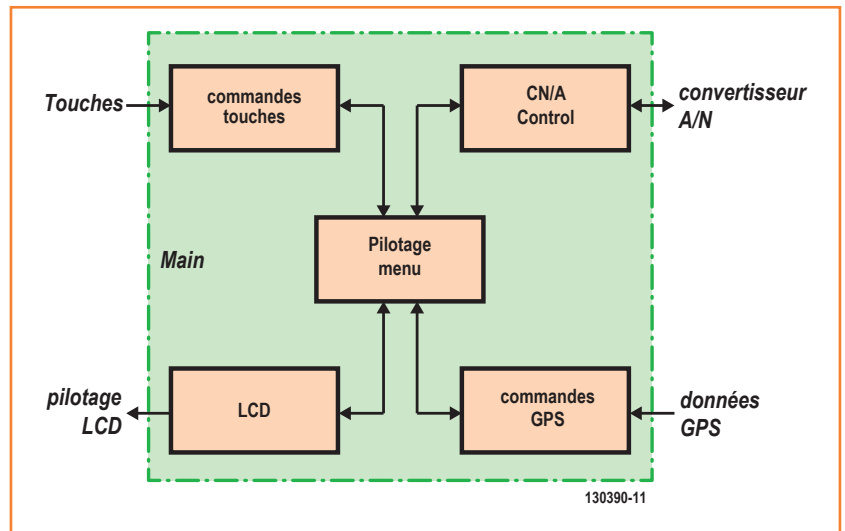 Touches
commandes
touches
CN/A
Control
convertisseur
A/N
Main
Pilotage
menu
pilotage
LCD
LCD
commandes
GPS
données
GPS
130390-11